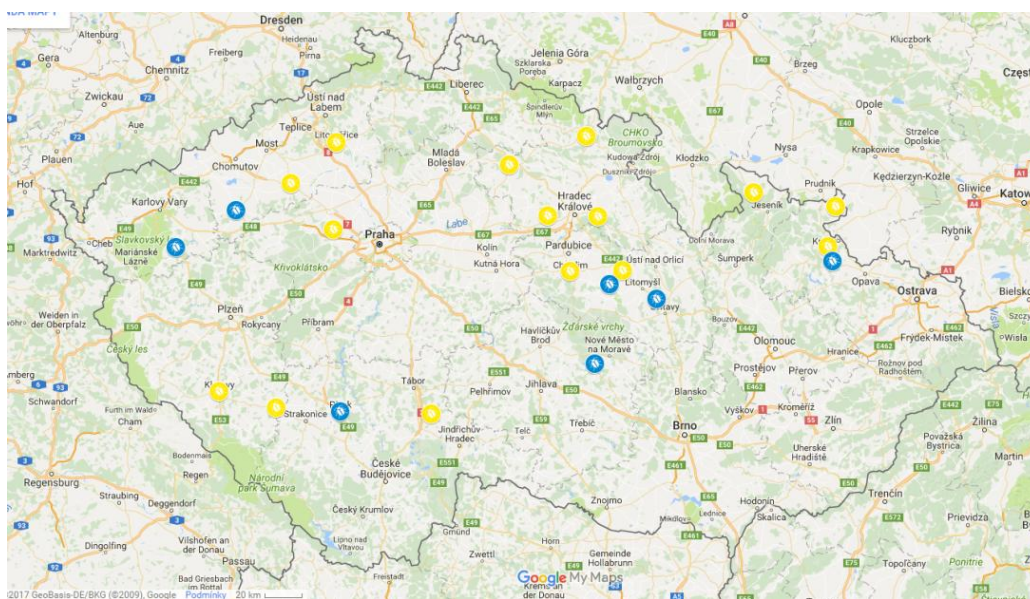 NDA MAPY
Altenburg
Dresden
Heidenau
Pirna
Gera
Freiberg
Chemnitz
Zwickau
Aue
Plauen
Hof
Jelenia Góra
Szklarska
Poręba
Karpacz
Wałbrzych
Kluczbork
Brzeg
Opole
Strzelce
Opolskie
Nysa
Krapkowice
Kędzierzyn-Koźle
Gliwice
Prudnik
Rybnik
Kłodzko
Kudowa-Zdrój
Duszniki-Zdrój
CHKO
Broumovsko
Liberec
Špindlerův
Mlýn
Ústí nad
Labem
Teplice
Most
Chomutov
Mladá
Boleslav
Karlovy Vary
Cheb
Slavkovský
Mariánské
Lázně
Marktredwitz
Praha
Labe
Kolín
Kutná Hora
Hradec
Králové
Pardubice
Křivoklátsko
Jeseník
Dolni Morava
Šumperk
Ústí nad Orlicí
Litomyšl
Opava
Ostrava
Bouzov
Plzeň
Rokycany
Příbram
Weiden in
der Oberpfalz
Český les
Havlíčkův
Brod
Žďárské vrchy
Nové Město
na Moravě
Olomouc
Hranice
Frýdek-Místek
Rožnov pod
Radhoštěm
Prostějov
Přerov
Tábor
Pelhřimov
Jihlava
Blansko
Vyškov
Kroměříž
Zlín
Schwandorf
Furth im Wald
Cham
Strakonice
Jindřichův
Hradec
Telč
Třebíč
Brno
Uherské
Hradiště
Považská
Bystrica
Žilina
Martin
Bodenmais
Regen
Národní
park Šumava
České
Budějovice
Český Krumlov
Lipno nad
Vltavou
Regensburg
Straubing
Deggendorf
Dingolfing
Vilshofen an
der Donau
Passau
Bad Griesbach
im Rottal
Freistadt
Gmünd
Zwettl
Horn
Znojmo
Gemeinde
Hollabrunn
Krems an
der Donau
Mikulov
Lednice
Hodonín
Skalica
Trenčín
Prievidza
Topoľčany
Ponitrie
Google My Maps
2017 GeoBasis-DE/BKG (©2009), Google
Podmínky
20 km